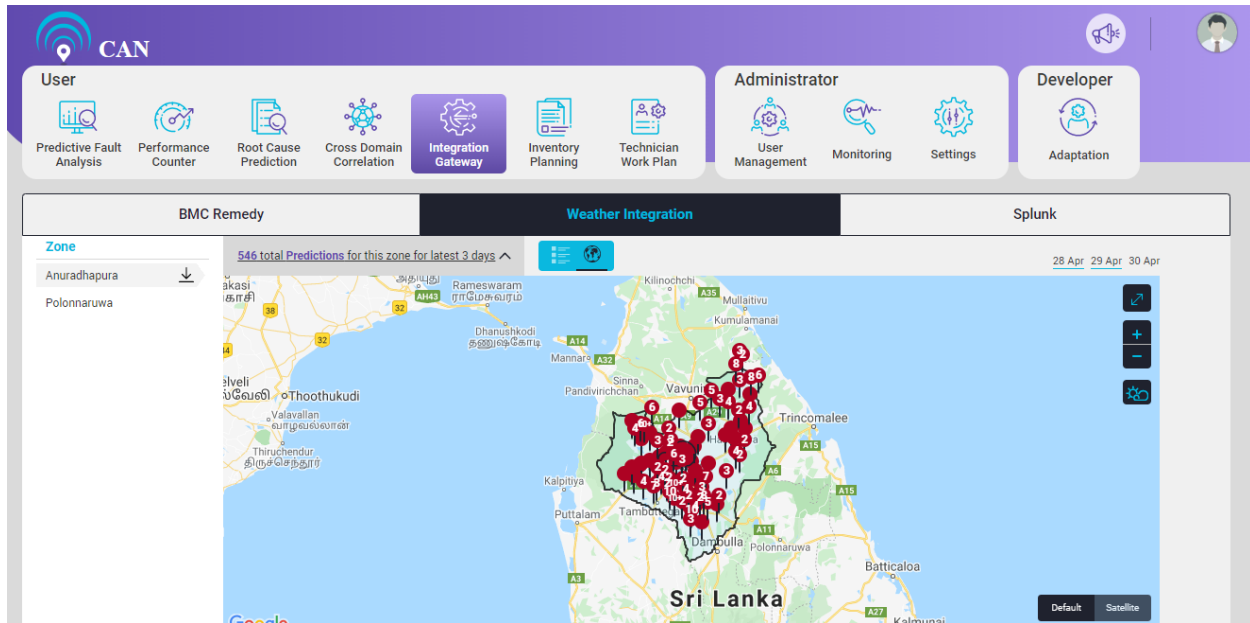 CAN
User
Administrator
Developer
Predictive Fault Analysis
Performance Counter
Root Cause Prediction
Cross Domain Correlation
Integration Gateway
Inventory Planning
Technician Work Plan
User Management
Monitoring
Settings
Adaptation
BMC Remedy
Weather Integration
Splunk
Zone
546 total Predictions for this zone for latest 3 days
28 Apr 29 Apr 30 Apr
Anuradhapura
Polonnaruwa
Rameswaram
ராமேசுவரம்
AH43
38
32
32
Dhanushkodi
தனுஷ்கோடி
Thoothukudi
Valavallan
வாழவல்லான்
Thiruchendur
திருச்செந்தூர்
Kilinochchi
A35
Mullaitivu
Kumulamanai
A14
Mannar
A32
Sinna
Pandivirichchan
Trincomalee
A15
A6
Kalpitiya
A15
Puttalam
A11
Dambulla
Polonnaruwa
A3
Batticaloa
Sri Lanka
A27
Kalmunai
+
−
Default
Satellite
Google